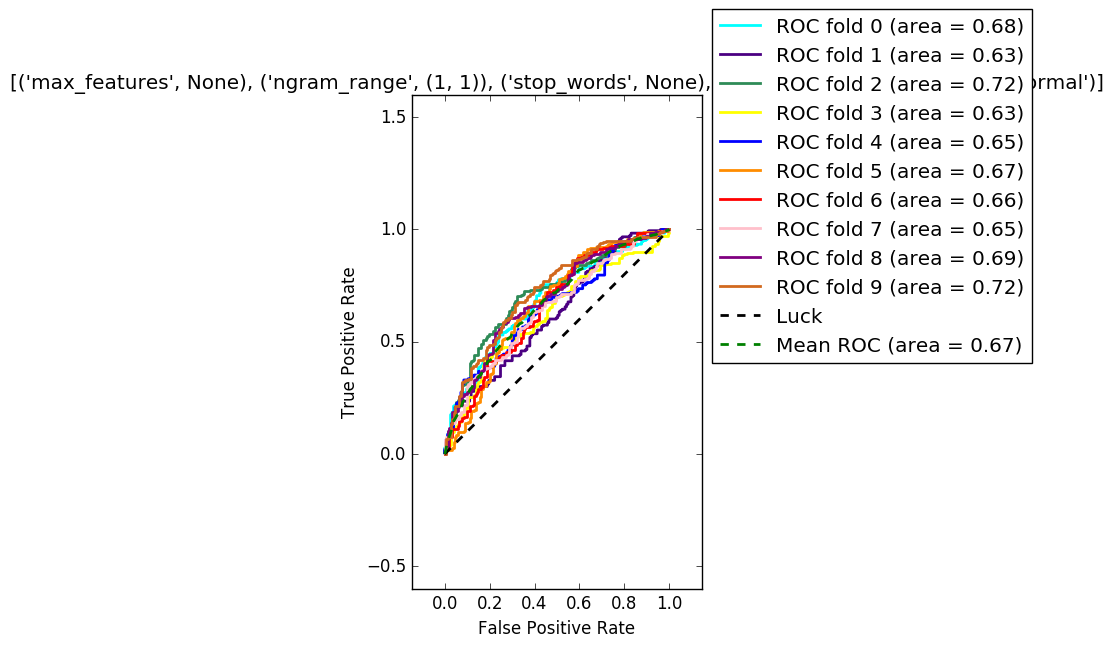 [('max_features', None), ('ngram_range', (1, 1)), ('stop_words', None), ormal')]
ROC fold 0 (area = 0.68)
ROC fold 1 (area = 0.63)
ROC fold 2 (area = 0.72)
ROC fold 3 (area = 0.63)
ROC fold 4 (area = 0.65)
ROC fold 5 (area = 0.67)
ROC fold 6 (area = 0.66)
ROC fold 7 (area = 0.65)
ROC fold 8 (area = 0.69)
ROC fold 9 (area = 0.72)
Luck
Mean ROC (area = 0.67)
1.5
1.0
0.5
0.0
−0.5
True Positive Rate
0.0 0.2 0.4 0.6 0.8 1.0
False Positive Rate